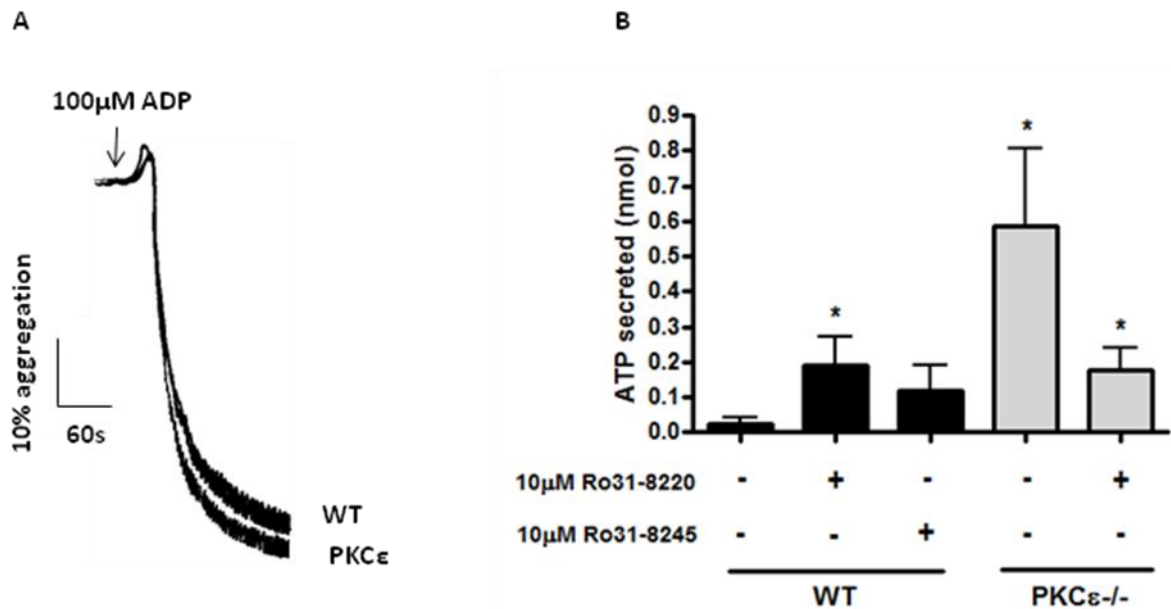 A
B
100µM ADP
10% aggregation
60s
WT
PKCε
ATP secreted (nmol)
0.9
0.8
0.7
0.6
0.5
0.4
0.3
0.2
0.1
0.0
* * *
10µM Ro31-8220 - + - - +
10µM Ro31-8245 - - + - -
WT PKCε-/-